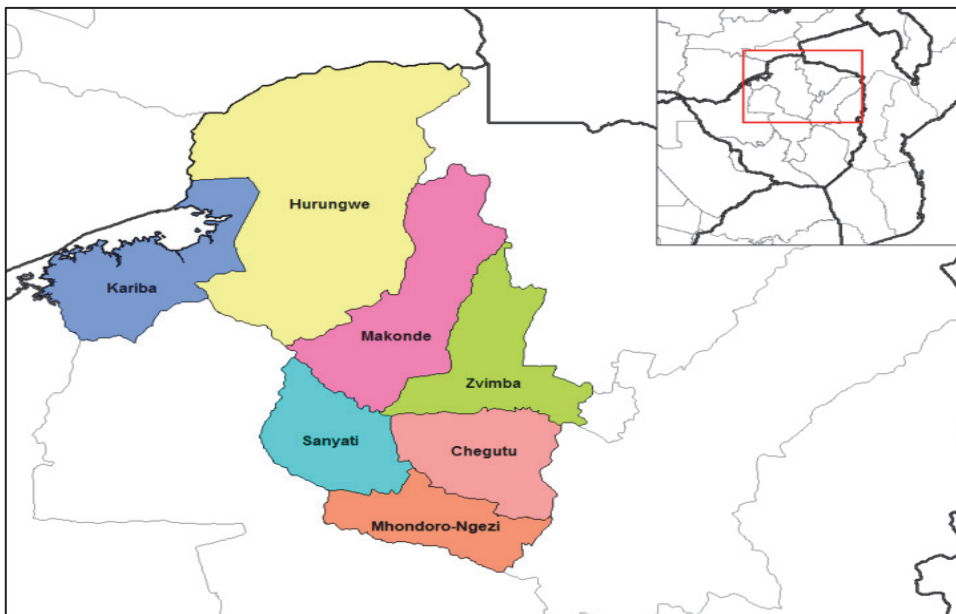 Hurungwe
Kariba
Makonde
Zvimba
Sanyati
Chegutu
Mhondoro-Ngezi